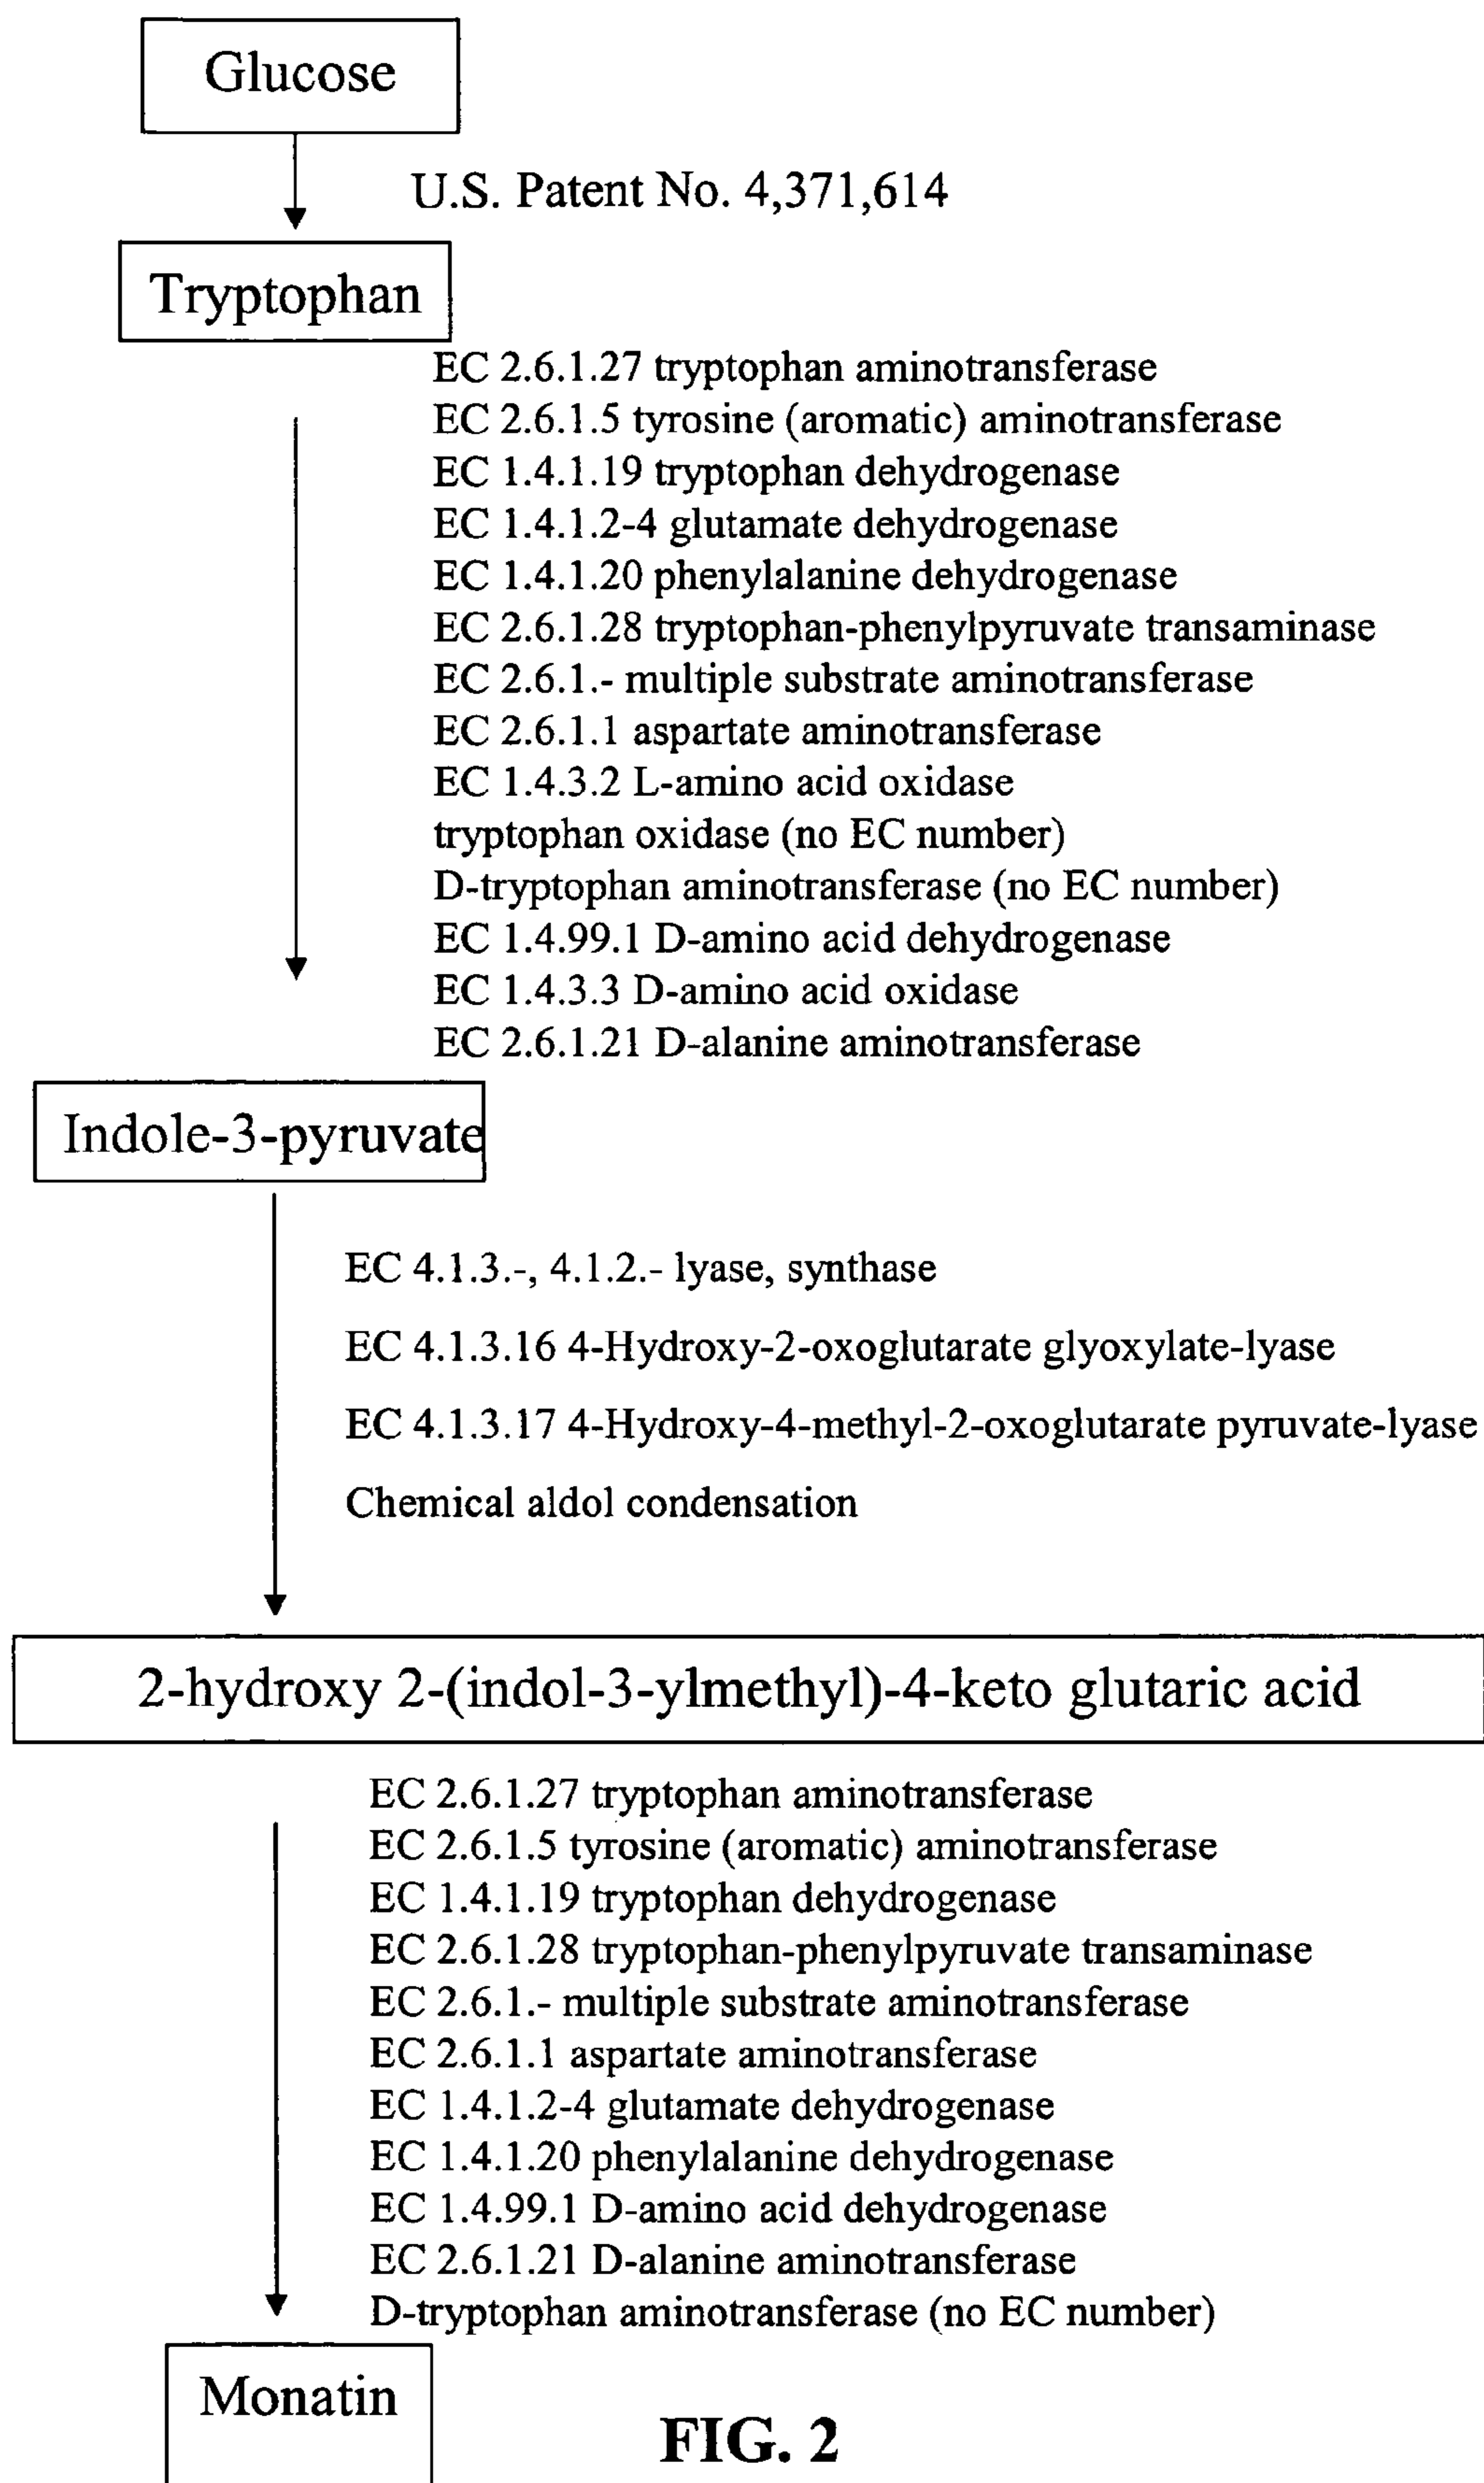 Glucose
U.S. Patent No. 4,371,614
Tryptophan
EC 2.6.1.27 tryptophan aminotransferase
EC 2.6.1.5 tyrosine (aromatic) aminotransferase
EC 1.4.1.19 tryptophan dehydrogenase
EC 1.4.1.2-4 glutamate dehydrogenase
EC 1.4.1.20 phenylalanine dehydrogenase
EC 2.6.1.28 tryptophan-phenylpyruvate transaminase
EC 2.6.1.- multiple substrate aminotransferase
EC 2.6.1.1 aspartate aminotransferase
EC 1.4.3.2 L-amino acid oxidase
tryptophan oxidase (no EC number)
D-tryptophan aminotransferase (no EC number)
EC 1.4.99.1 D-amino acid dehydrogenase
EC 1.4.3.3 D-amino acid oxidase
EC 2.6.1.21 D-alanine aminotransferase
Indole-3-pyruvate
EC 4.1.3.-, 4.1.2.- lyase, synthase
EC 4.1.3.16 4-Hydroxy-2-oxoglutarate glyoxylate-lyase
EC 4.1.3.17 4-Hydroxy-4-methyl-2-oxoglutarate pyruvate-lyase
Chemical aldol condensation
2-hydroxy 2-(indol-3-ylmethyl)-4-keto glutaric acid
EC 2.6.1.27 tryptophan aminotransferase
EC 2.6.1.5 tyrosine (aromatic) aminotransferase
EC 1.4.1.19 tryptophan dehydrogenase
EC 2.6.1.28 tryptophan-phenylpyruvate transaminase
EC 2.6.1.- multiple substrate aminotransferase
EC 2.6.1.1 aspartate aminotransferase
EC 1.4.1.2-4 glutamate dehydrogenase
EC 1.4.1.20 phenylalanine dehydrogenase
EC 1.4.99.1 D-amino acid dehydrogenase
EC 2.6.1.21 D-alanine aminotransferase
D-tryptophan aminotransferase (no EC number)
Monatin
FIG. 2